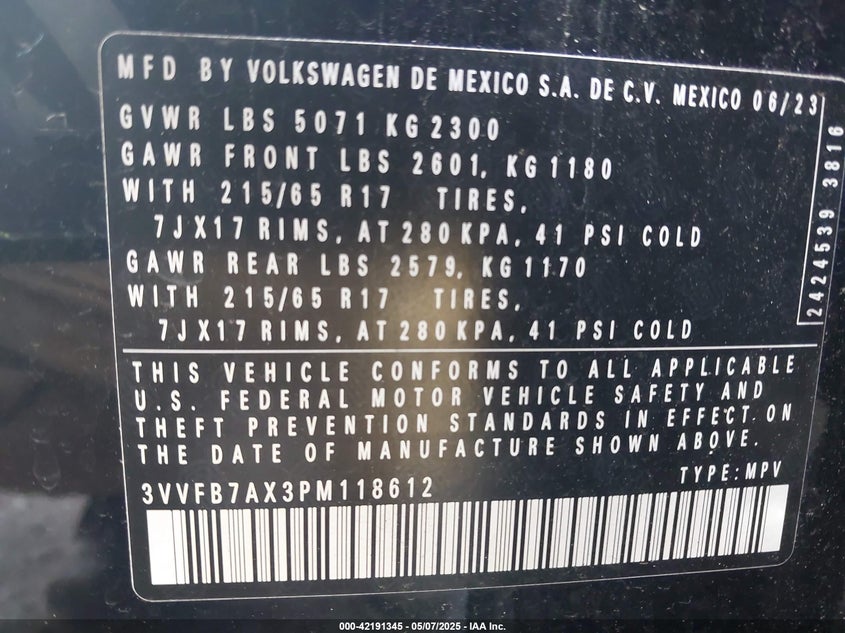 MFD BY VOLKSWAGEN DE MEXICO S.A. DE C.V. MEXICO 06/23
GVWR LBS 5071 KG 2300
GAWR FRONT LBS 2601, KG 1180
WITH 215/65 R17 TIRES,
7JX17 RIMS, AT 280 KPA, 41 PSI COLD
GAWR REAR LBS 2579, KG 1170
WITH 215/65 R17 TIRES,
7JX17 RIMS, AT 280 KPA, 41 PSI COLD
2424539 3816
THIS VEHICLE CONFORMS TO ALL APPLICABLE
U.S. FEDERAL MOTOR VEHICLE SAFETY AND
THEFT PREVENTION STANDARDS IN EFFECT ON
THE DATE OF MANUFACTURE SHOWN ABOVE.
3VVFB7AX3PM118612 TYPE: MPV
000-42191345 — 05/07/2025 — IAA Inc.